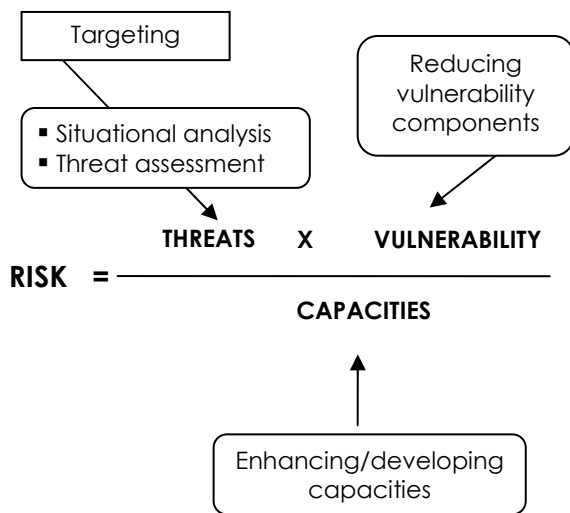 Targeting
Reducing
vulnerability
components
▪ Situational analysis
▪ Threat assessment
THREATS X VULNERABILITY
RISK =
CAPACITIES
Enhancing/developing
capacities